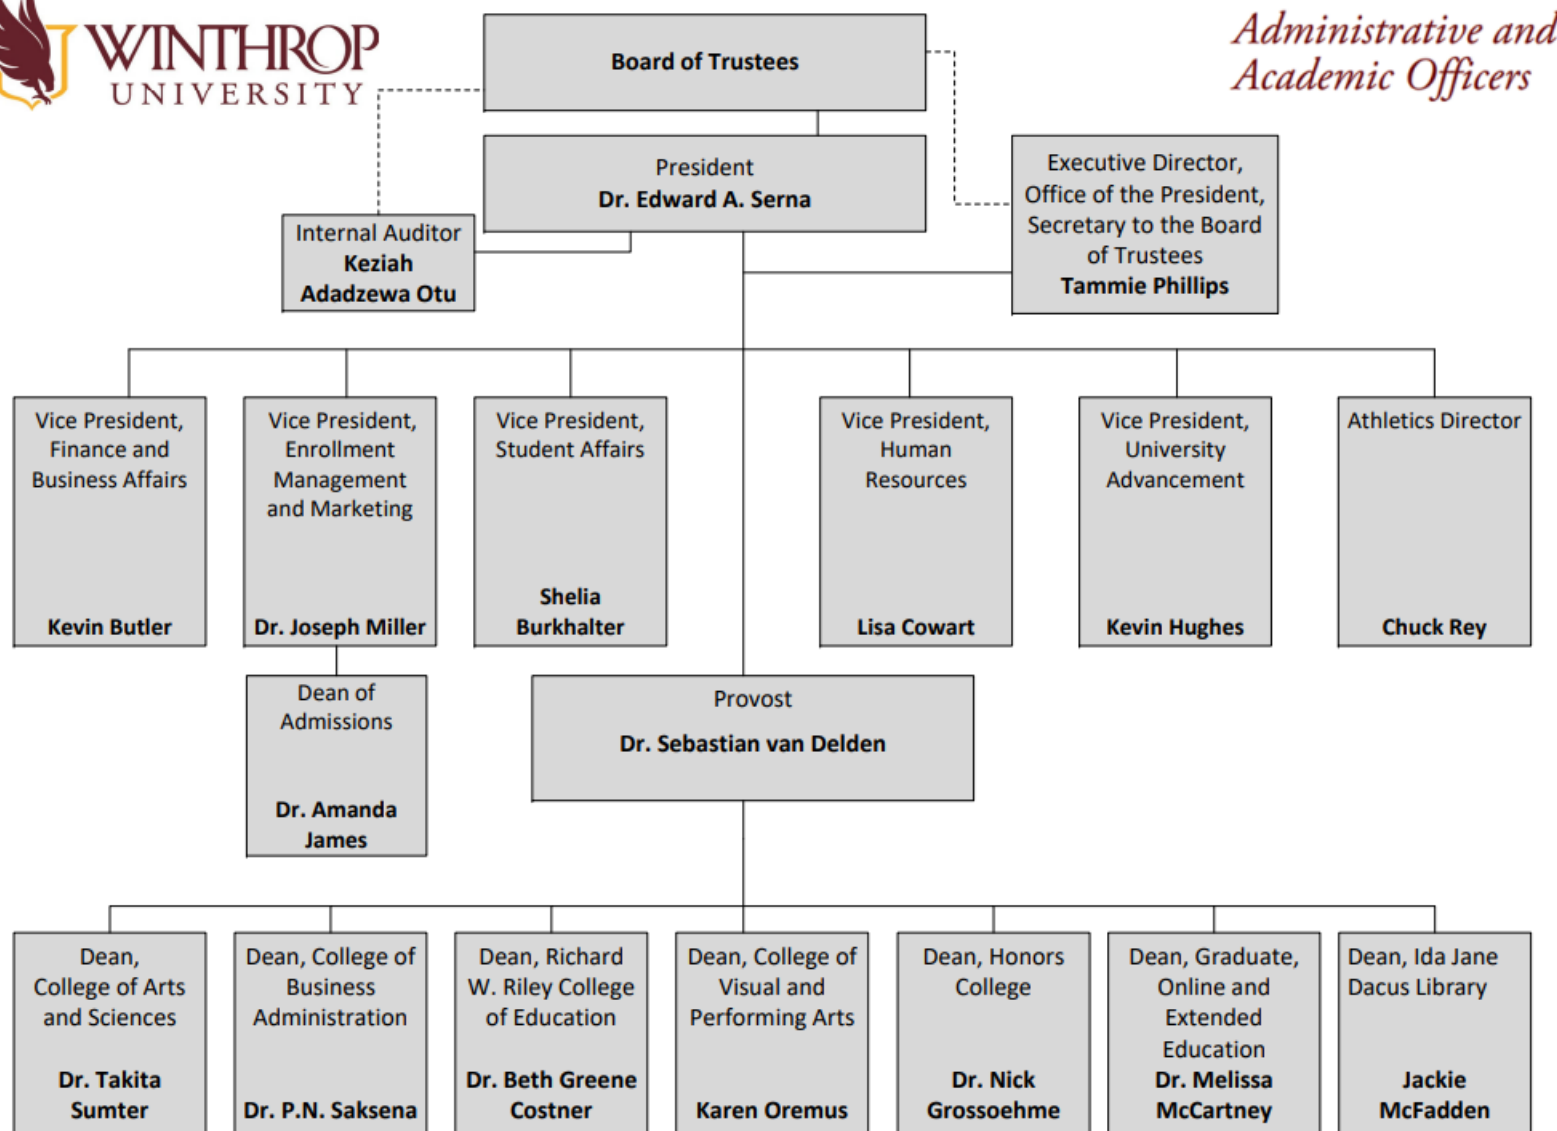 WINTHROP
UNIVERSITY
Administrative and
Academic Officers
Board of Trustees
President
Dr. Edward A. Serna
Executive Director,
Office of the President,
Secretary to the Board
of Trustees
Tammie Phillips
Internal Auditor
Keziah
Adadzewa Otu
Vice President,
Finance and
Business Affairs
Kevin Butler
Vice President,
Enrollment
Management
and Marketing
Dr. Joseph Miller
Vice President,
Student Affairs
Shelia
Burkhalter
Vice President,
Human
Resources
Lisa Cowart
Vice President,
University
Advancement
Kevin Hughes
Athletics Director
Chuck Rey
Dean of
Admissions
Dr. Amanda
James
Provost
Dr. Sebastian van Delden
Dean,
College of Arts
and Sciences
Dr. Takita
Sumter
Dean, College of
Business
Administration
Dr. P.N. Saksena
Dean, Richard
W. Riley College
of Education
Dr. Beth Greene
Costner
Dean, College of
Visual and
Performing Arts
Karen Oremus
Dean, Honors
College
Dr. Nick
Grossoehme
Dean, Graduate,
Online and
Extended
Education
Dr. Melissa
McCartney
Dean, Ida Jane
Dacus Library
Jackie
McFadden